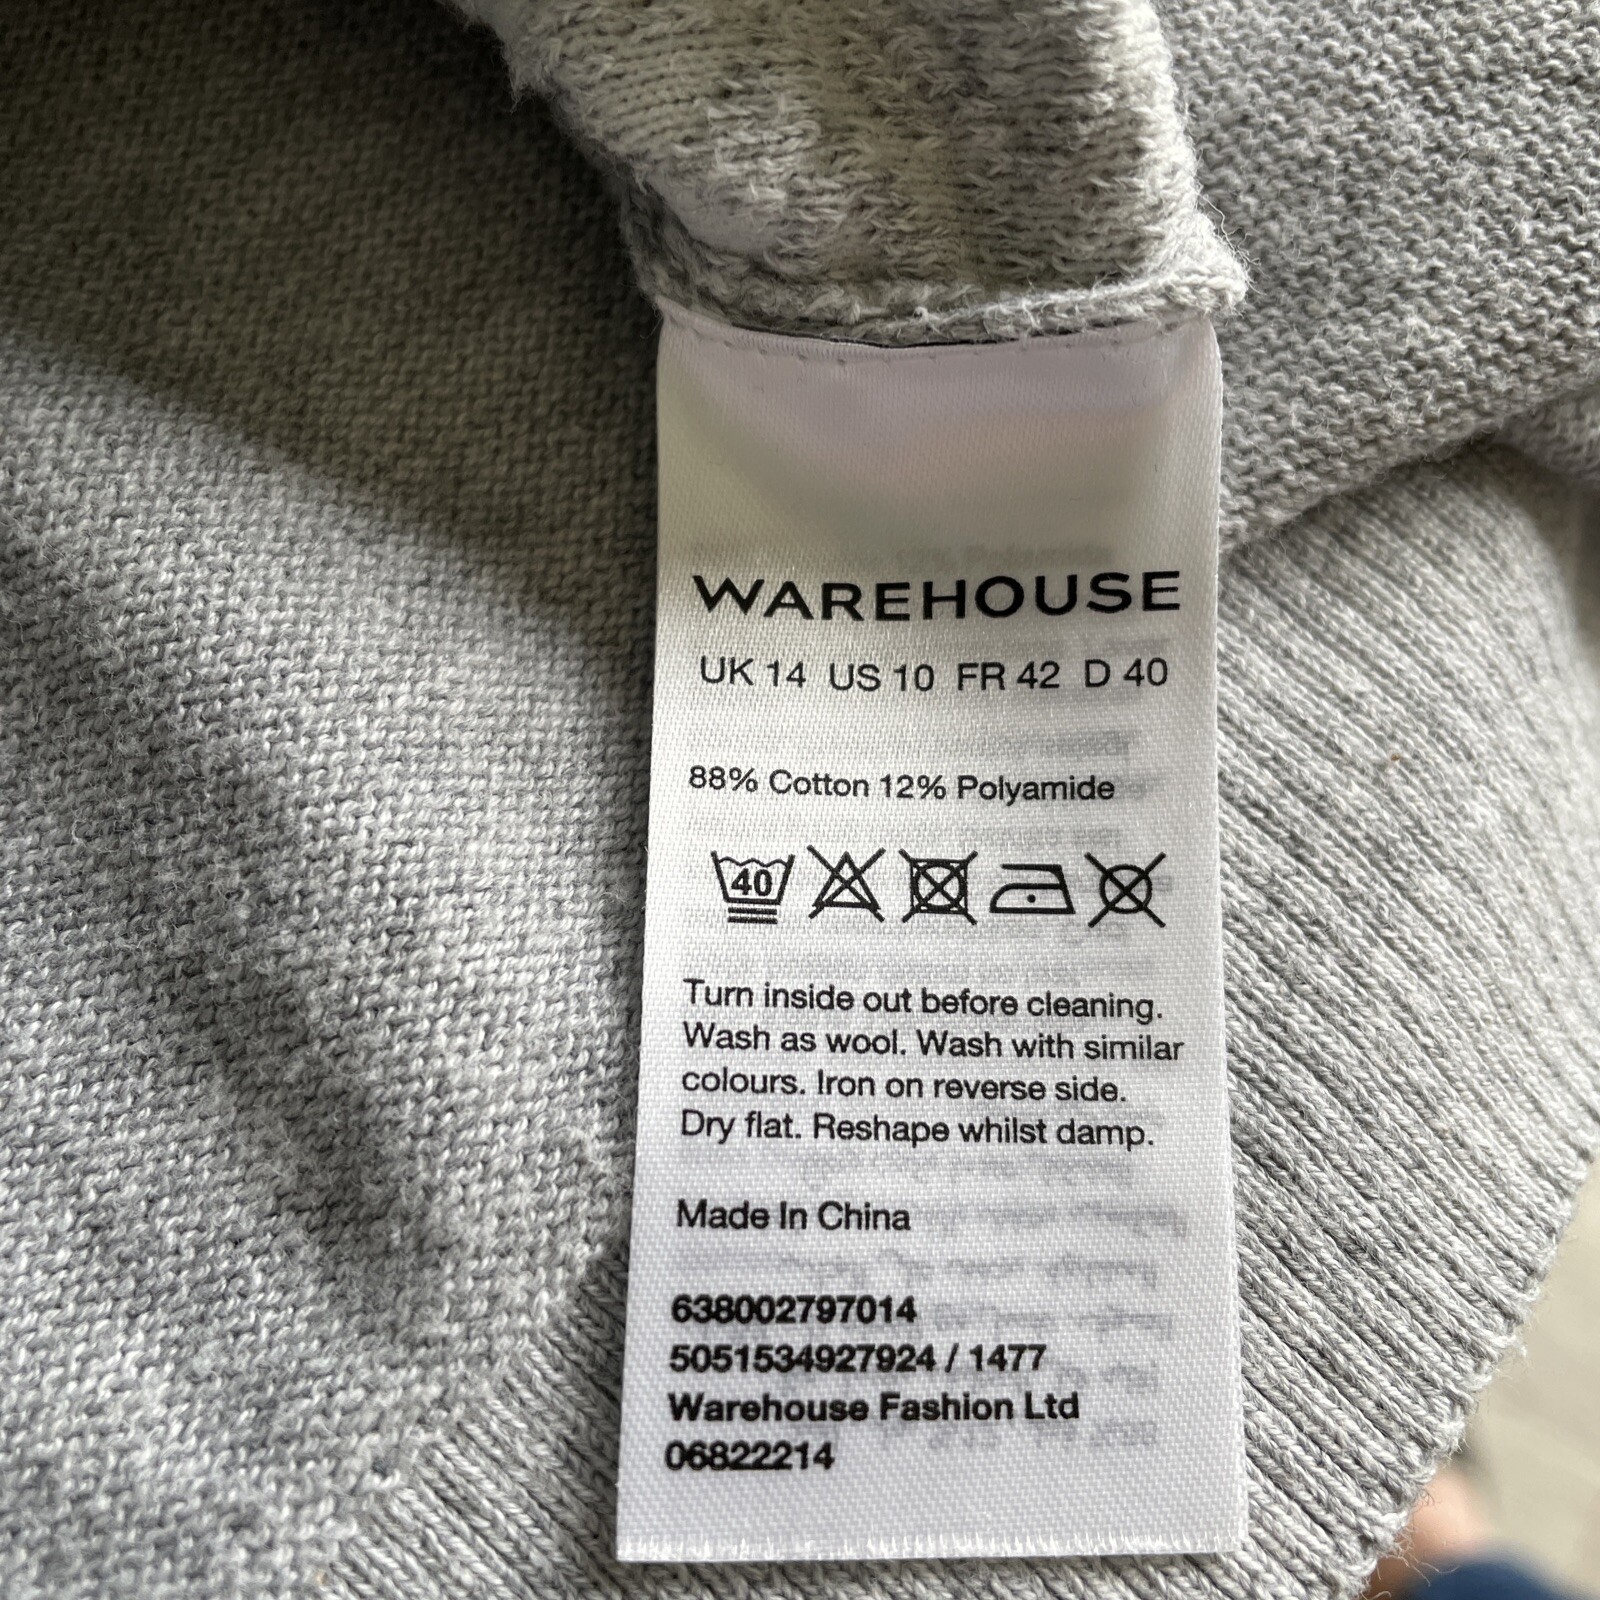 WAREHOUSE
UK 14 US 10 FR 42 D 40
88% Cotton 12% Polyamide
40
Turn inside out before cleaning.
Wash as wool. Wash with similar
colours. Iron on reverse side.
Dry flat. Reshape whilst damp.
Made In China
638002797014
5051534927924 / 1477
Warehouse Fashion Ltd
06822214